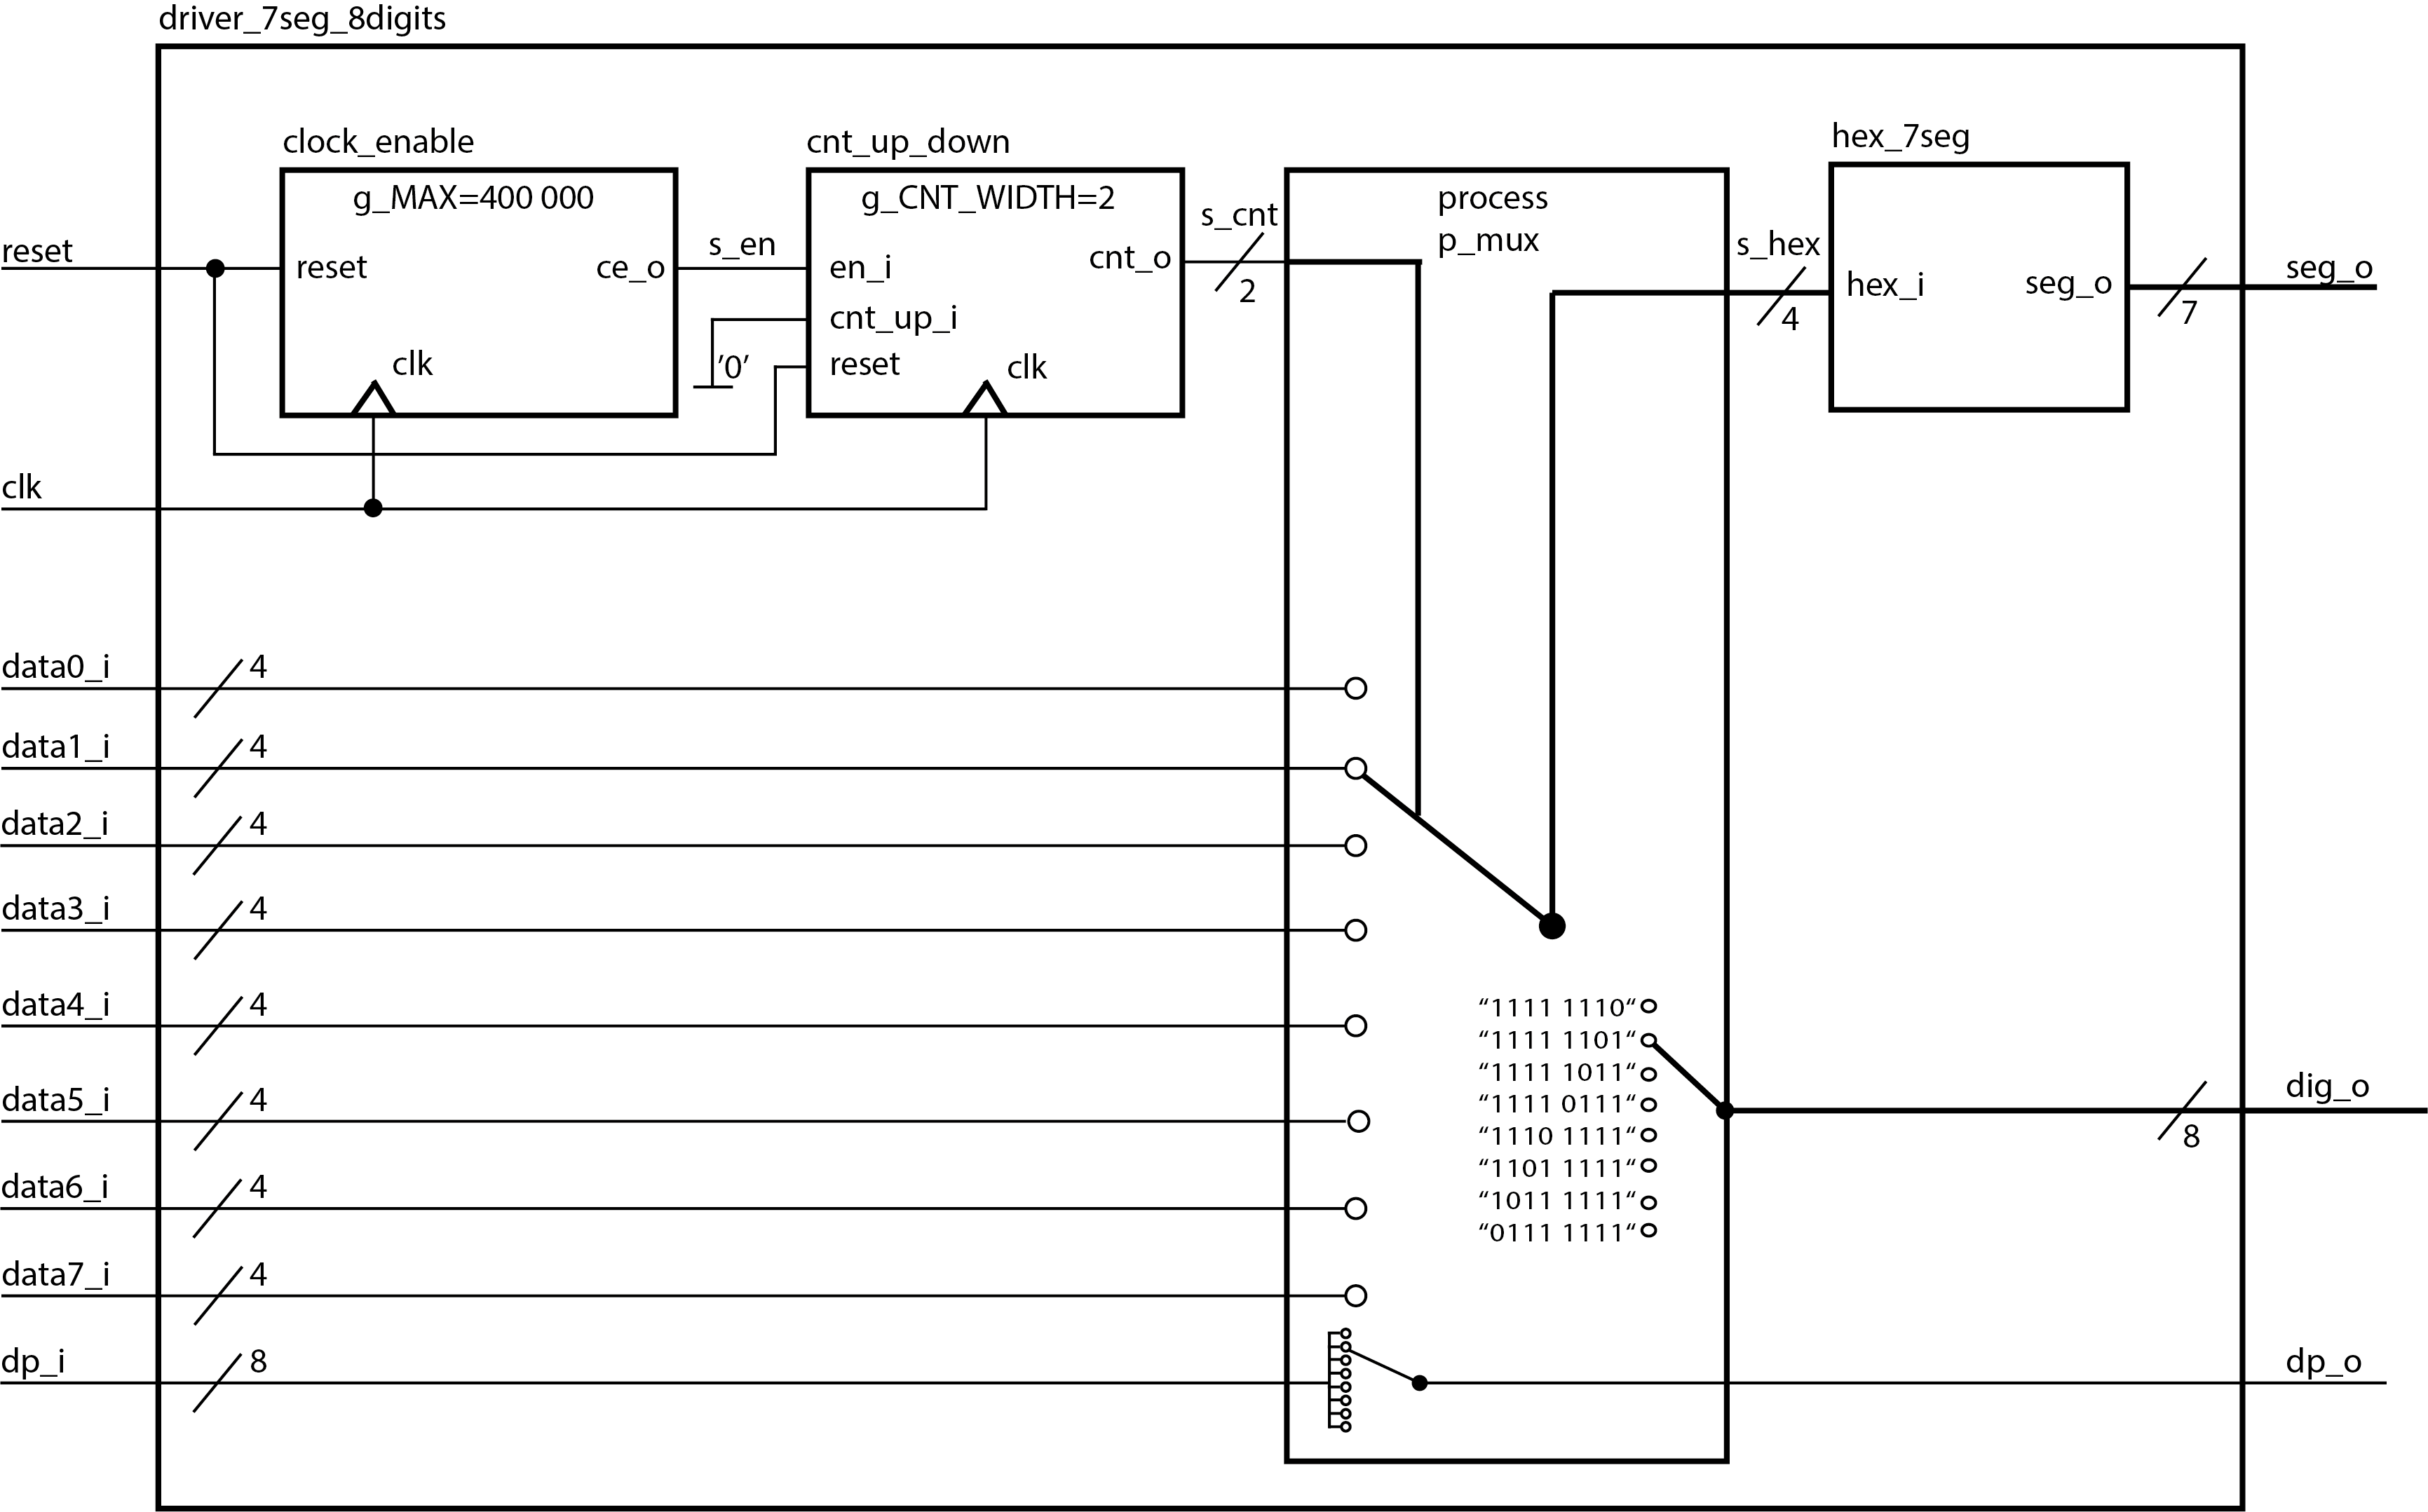 driver_7seg_8digits
clock_enable
g_MAX=400 000
reset
reset
ce_o
clk
s_en
cnt_up_down
g_CNT_WIDTH=2
en_i
cnt_o
cnt_up_i
'0'
reset
clk
s_cnt
2
process
p_mux
s_hex
4
hex_7seg
hex_i
seg_o
7
seg_o
clk
data0_i
4
data1_i
4
data2_i
4
data3_i
4
data4_i
4
data5_i
4
data6_i
4
data7_i
4
dp_i
8
“1111 1110“
“1111 1101“
“1111 1011“
“1111 0111“
“1110 1111“
“1101 1111“
“1011 1111“
“0111 1111“
dig_o
8
dp_o